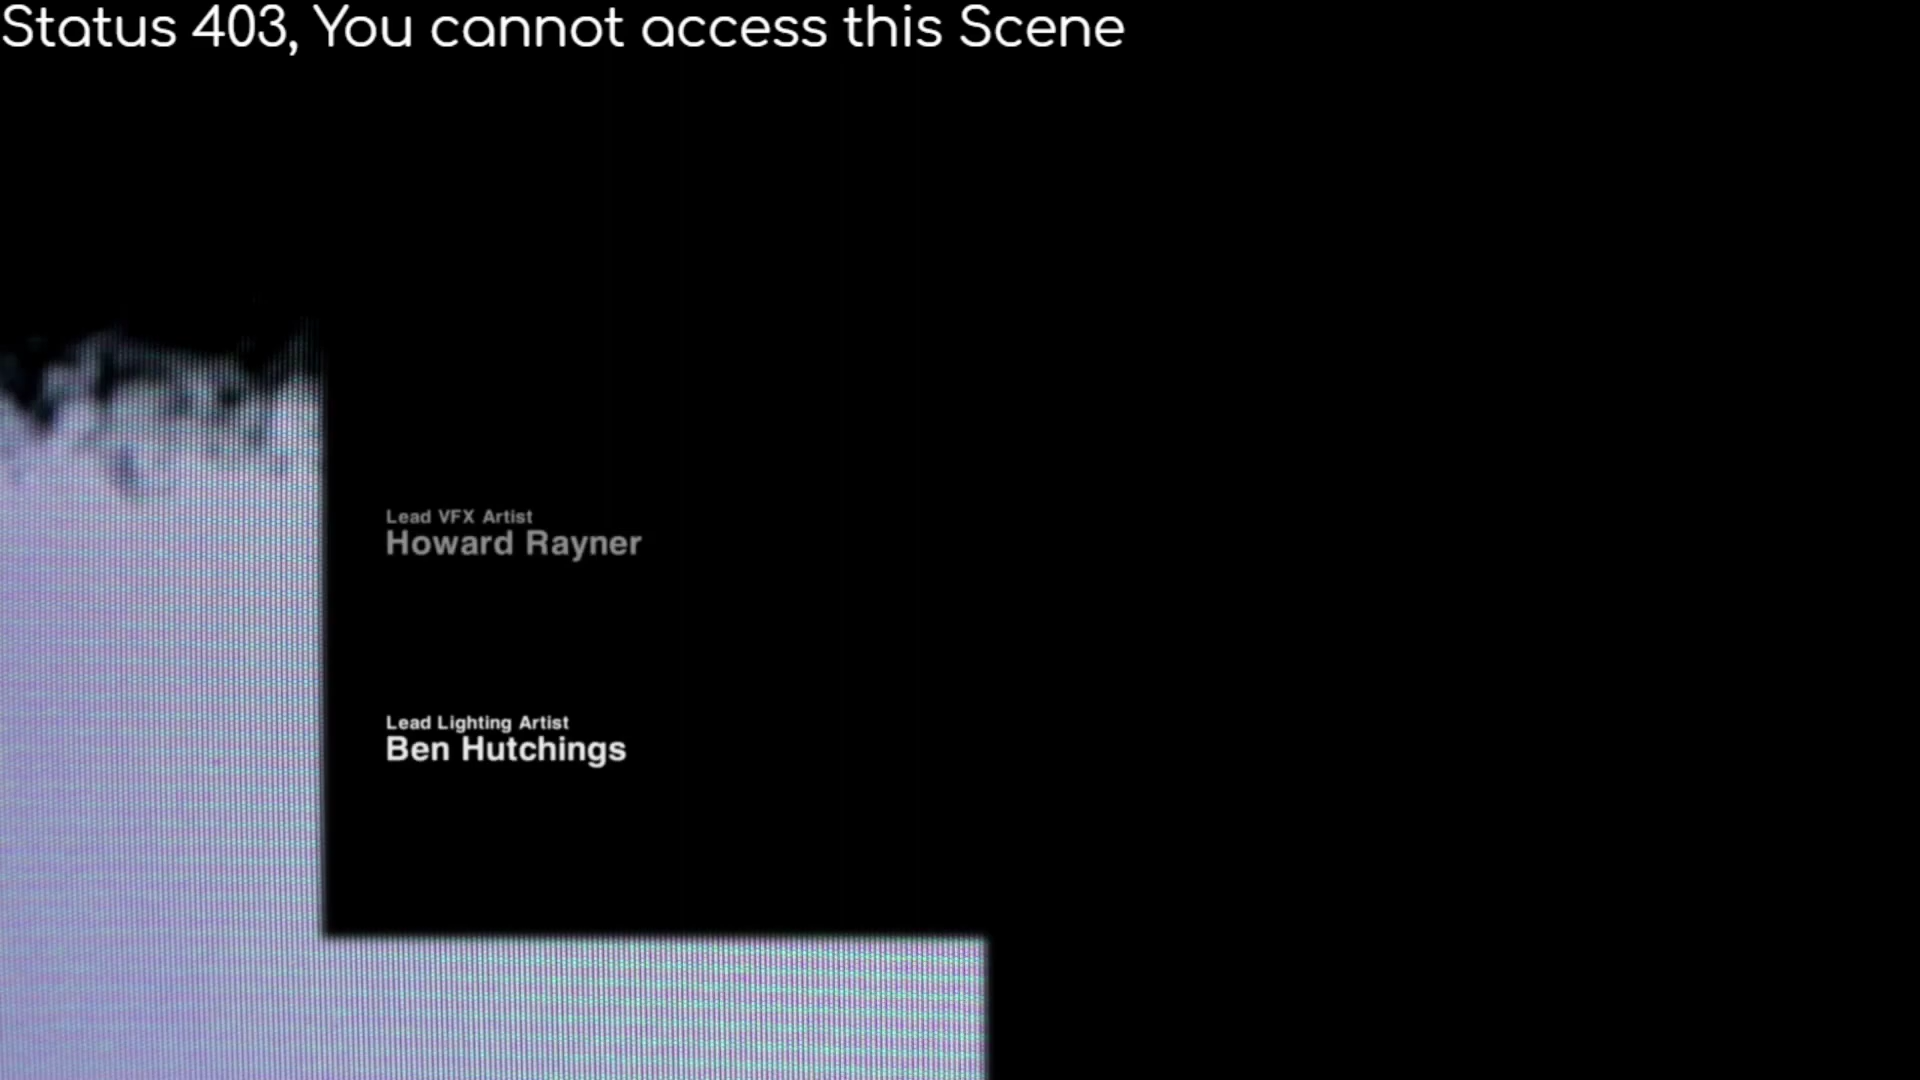 Status 403, You cannot access this Scene
Lead VFX Artist
Howard Rayner
Lead Lighting Artist
Ben Hutchings